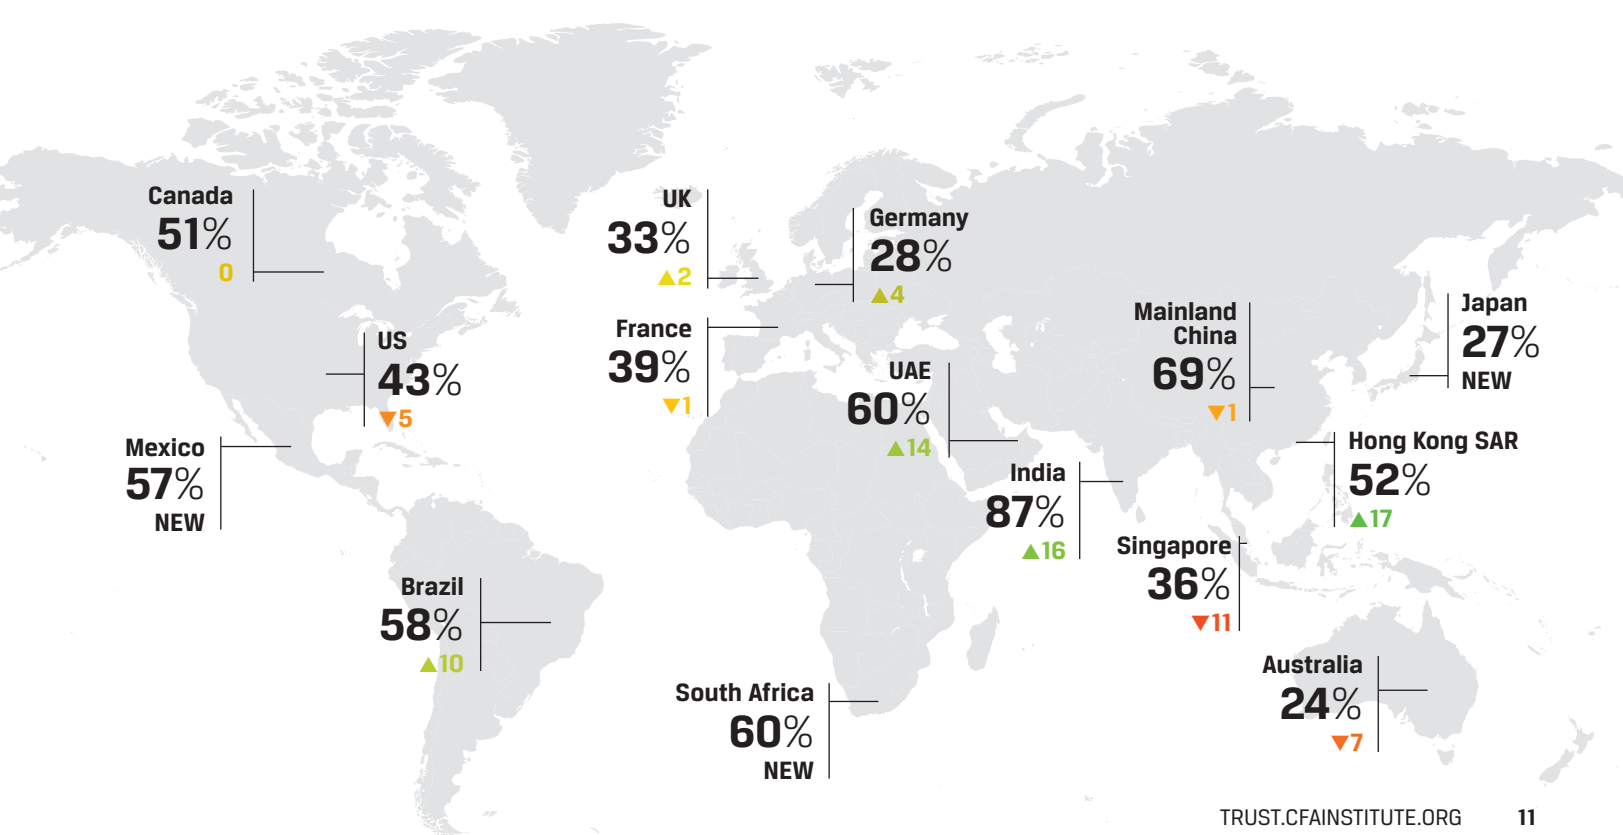 Canada
51%
0
US
43%
▼5
Mexico
57%
NEW
Brazil
58%
▲10
UK
33%
▲2
Germany
28%
▲4
France
39%
▼1
UAE
60%
▲14
India
87%
▲16
South Africa
60%
NEW
Mainland
China
69%
▼1
Japan
27%
NEW
Hong Kong SAR
52%
▲17
Singapore
36%
▼11
Australia
24%
▼7
TRUST.CFAINSTITUTE.ORG 11